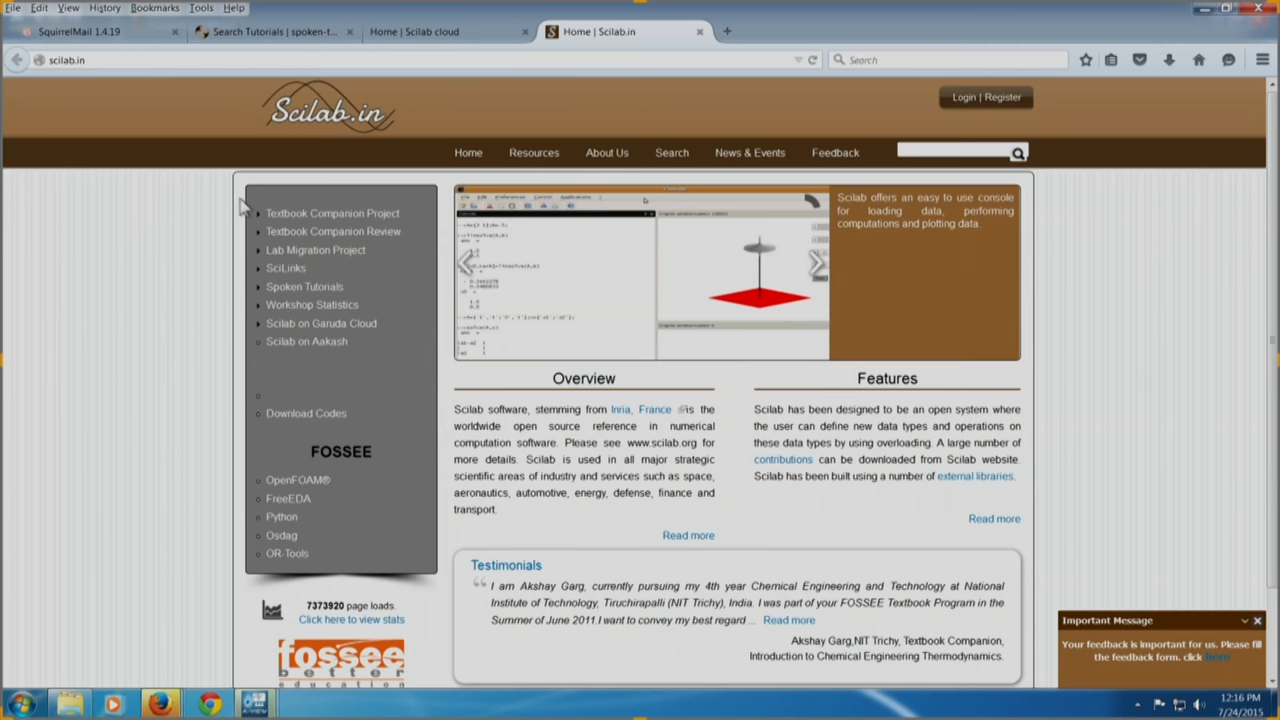 File Edit View History Bookmarks Tools Help
SquirrelMail 1.4.19
Search Tutorials | spoken-t...
Home | Scilab cloud
Home | Scilab.in
scilab.in
Search
Scilab.in
Login | Register
Home Resources About Us Search News & Events Feedback
Textbook Companion Project
Textbook Companion Review
Lab Migration Project
SciLinks
Spoken Tutorials
Workshop Statistics
Scilab on Garuda Cloud
Scilab on Aakash
Download Codes
FOSSEE
OpenFOAM®
FreeEDA
Python
Osdag
OR-Tools
7373920 page loads.
Click here to view stats
fossee
better
education
Scilab offers an easy to use console
for loading data, performing
computations and plotting data.
Overview
Scilab software, stemming from Inria, France is the
worldwide open source reference in numerical
computation software. Please see www.scilab.org for
more details. Scilab is used in all major strategic
scientific areas of industry and services such as space,
aeronautics, automotive, energy, defense, finance and
transport.
Read more
Features
Scilab has been designed to be an open system where
the user can define new data types and operations on
these data types by using overloading. A large number of
contributions can be downloaded from Scilab website.
Scilab has been built using a number of external libraries.
Read more
Testimonials
I am Akshay Garg, currently pursuing my 4th year Chemical Engineering and Technology at National
Institute of Technology, Tiruchirapalli (NIT Trichy), India. I was part of your FOSSEE Textbook Program in the
Summer of June 2011.I want to convey my best regard ... Read more
Akshay Garg,NIT Trichy, Textbook Companion,
Introduction to Chemical Engineering Thermodynamics.
Important Message
Your feedback is important for us. Please fill
the feedback form. click here
12:16 PM
7/24/2015